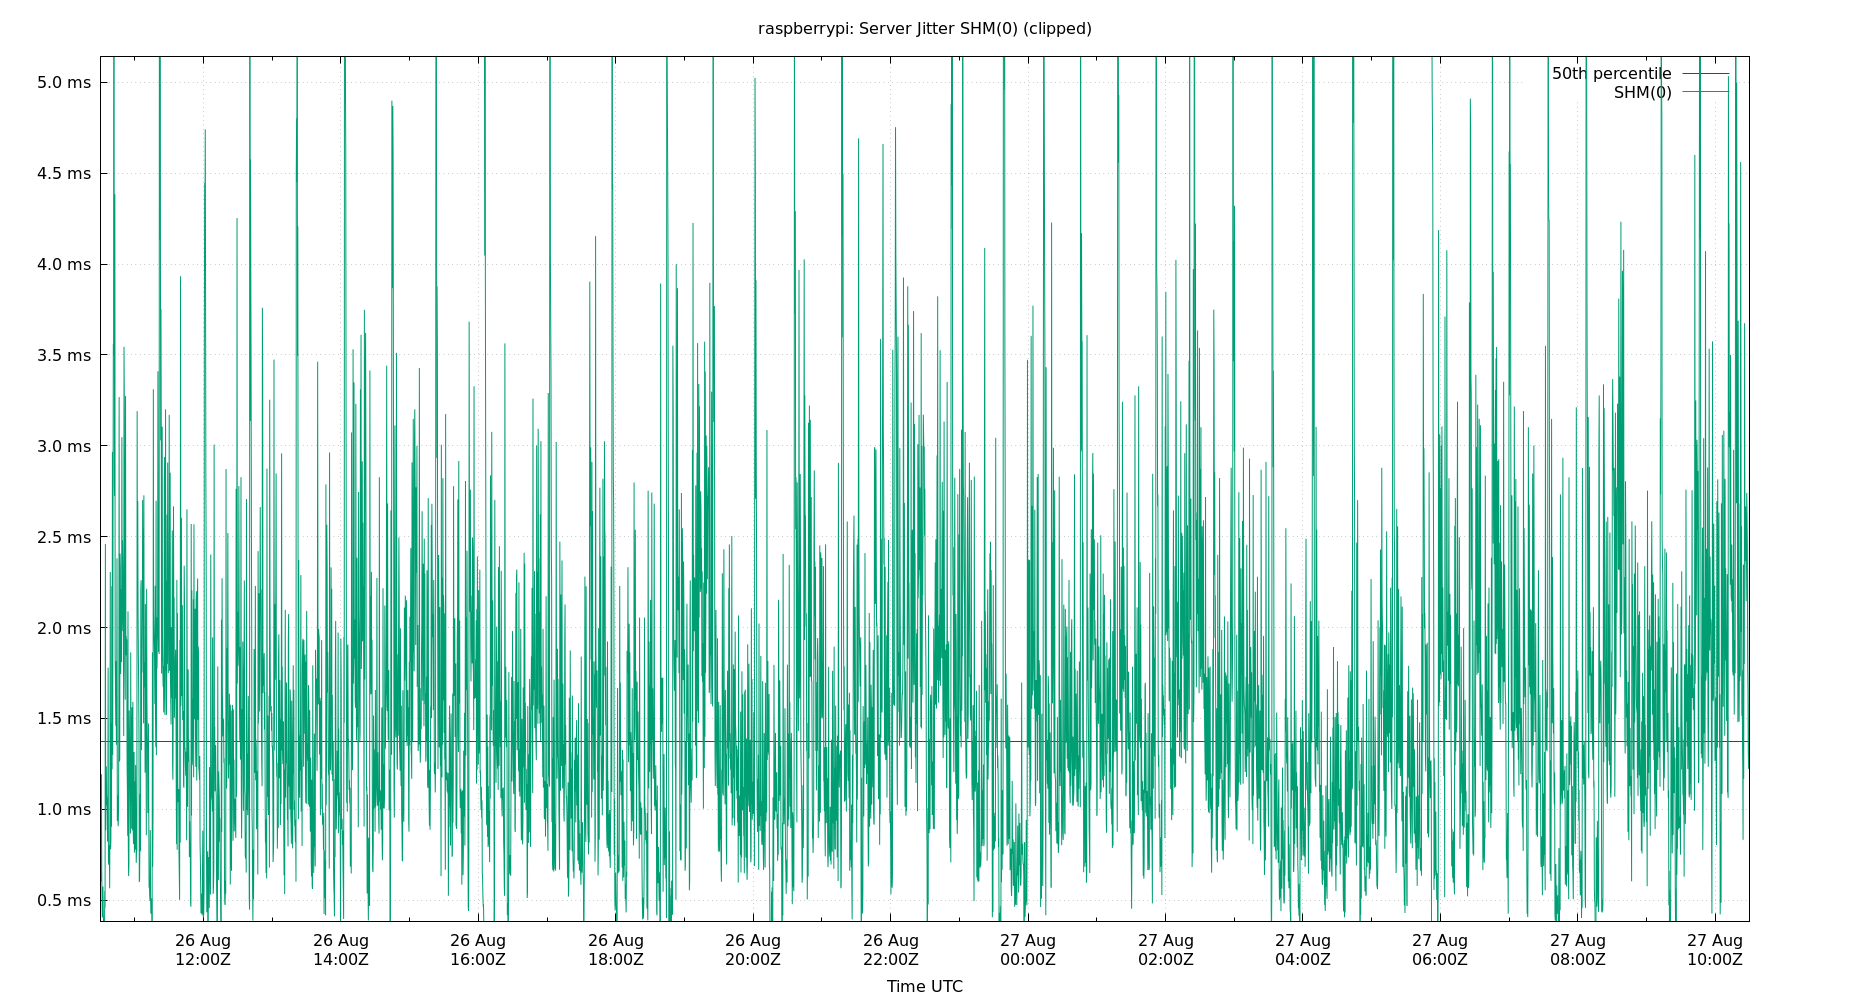 raspberrypi: Server Jitter SHM(0) (clipped)
50th percentile
SHM(0)
5.0 ms
4.5 ms
4.0 ms
3.5 ms
3.0 ms
2.5 ms
2.0 ms
1.5 ms
1.0 ms
0.5 ms
26 Aug 26 Aug 26 Aug 26 Aug 26 Aug 26 Aug 27 Aug 27 Aug 27 Aug 27 Aug 27 Aug 27 Aug
12:00Z 14:00Z 16:00Z 18:00Z 20:00Z 22:00Z 00:00Z 02:00Z 04:00Z 06:00Z 08:00Z 10:00Z
Time UTC